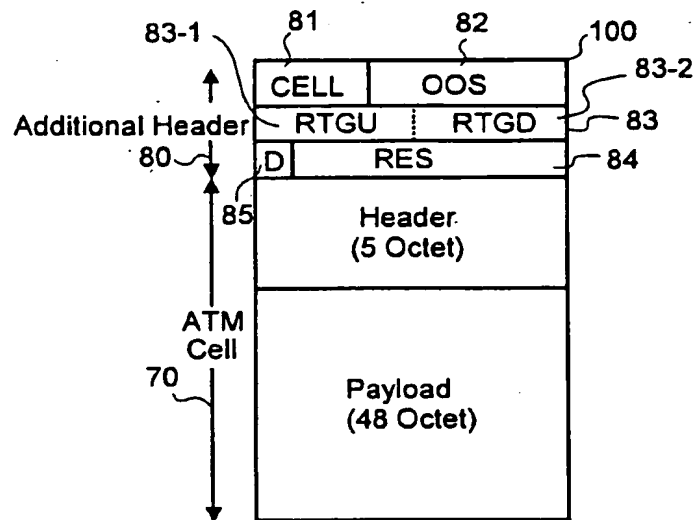 81 82 100
83-1 83-2
CELL OOS
Additional Header RTGU RTGD 83
80 D RES 84
85
Header
(5 Octet)
ATM
Cell
70
Payload
(48 Octet)